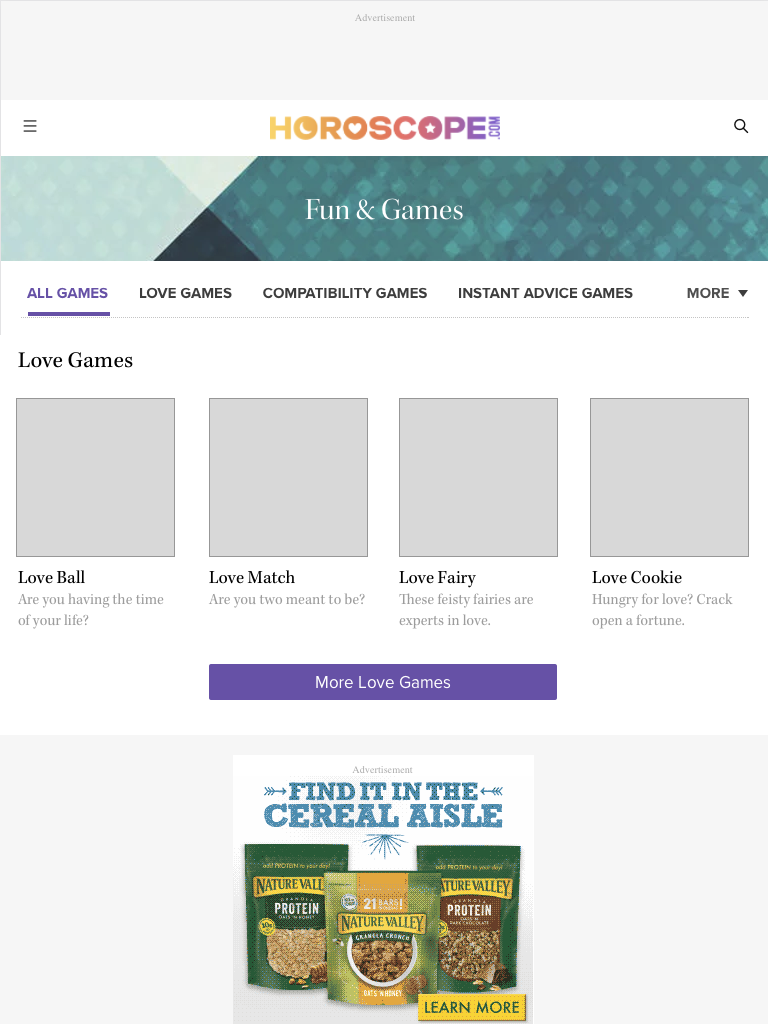 Advertisement
HOROSCOPE.COM
Fun & Games
ALL GAMES LOVE GAMES COMPATIBILITY GAMES INSTANT ADVICE GAMES MORE
Love Games
Love Ball Love Match Love Fairy Love Cookie
Are you having the time Are you two meant to be? These feisty fairies are Hungry for love? Crack
of your life? experts in love. open a fortune.
More Love Games
Advertisement
FIND IT IN THE
CEREAL AISLE
add PROTEIN to your day! add PROTEIN to your day!
NATURE VALL NATURE VALLEY ATURE VALLEY
GRANOLA GRANOLA
PROTEIN PROTEIN
OATS 'N HONEY OATS 'N DARK CHOCOLATE
GRANOLA CRUNCH
OATS 'N HONEY
LEARN MORE